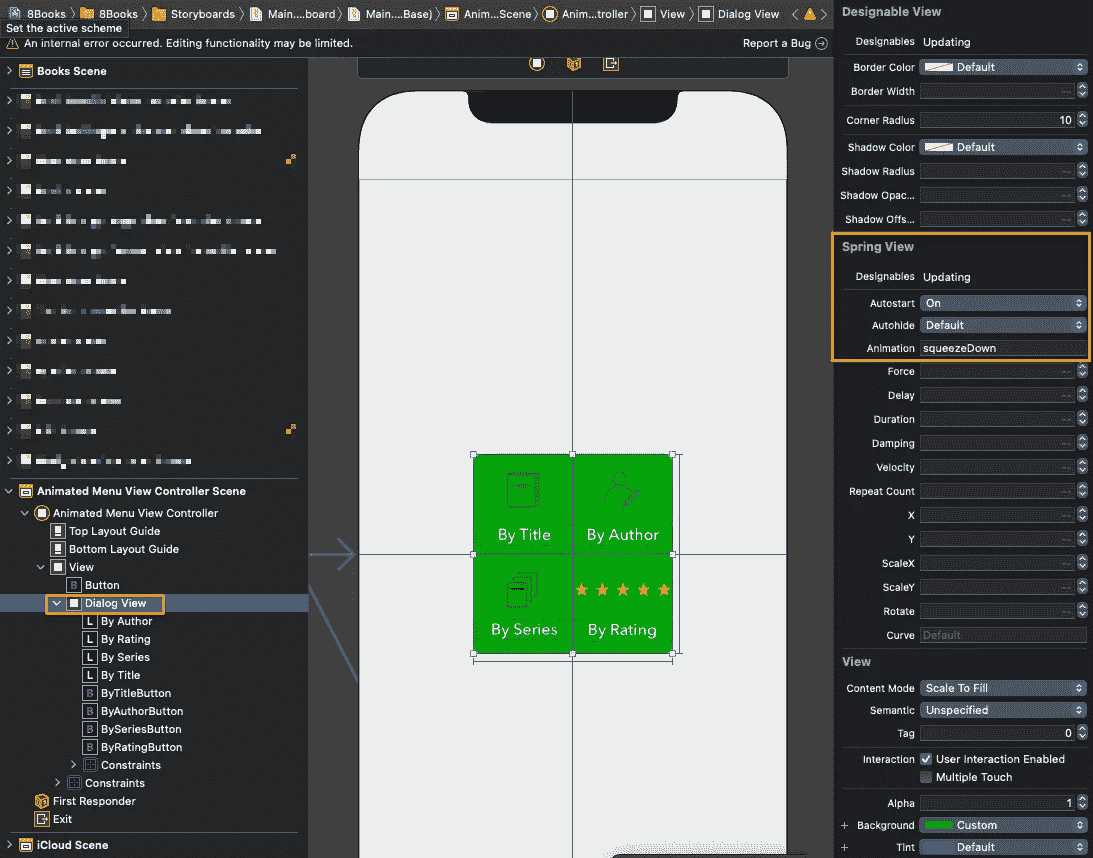 8Books 8Books Storyboards Main....board Main....Base) Anim...Scene Anim...troller View Dialog View
Set the active scheme
An internal error occurred. Editing functionality may be limited.
Report a Bug
Books Scene
Animated Menu View Controller Scene
Animated Menu View Controller
Top Layout Guide
Bottom Layout Guide
View
B Button
Dialog View
L By Author
L By Rating
L By Series
L By Title
B ByTitleButton
B ByAuthorButton
B BySeriesButton
B ByRatingButton
Constraints
Constraints
First Responder
Exit
iCloud Scene
By Title
By Author
By Series
By Rating
Designable View
Designables Updating
Border Color Default
Border Width
Corner Radius 10
Shadow Color Default
Shadow Radius
Shadow Opac...
Shadow Offs...
Spring View
Designables Updating
Autostart On
Autohide Default
Animation squeezeDown
Force
Delay
Duration
Damping
Velocity
Repeat Count
X
Y
ScaleX
ScaleY
Rotate
Curve Default
View
Content Mode Scale To Fill
Semantic Unspecified
Tag 0
Interaction User Interaction Enabled
Multiple Touch
Alpha 1
+ Background Custom
+ Tint Default